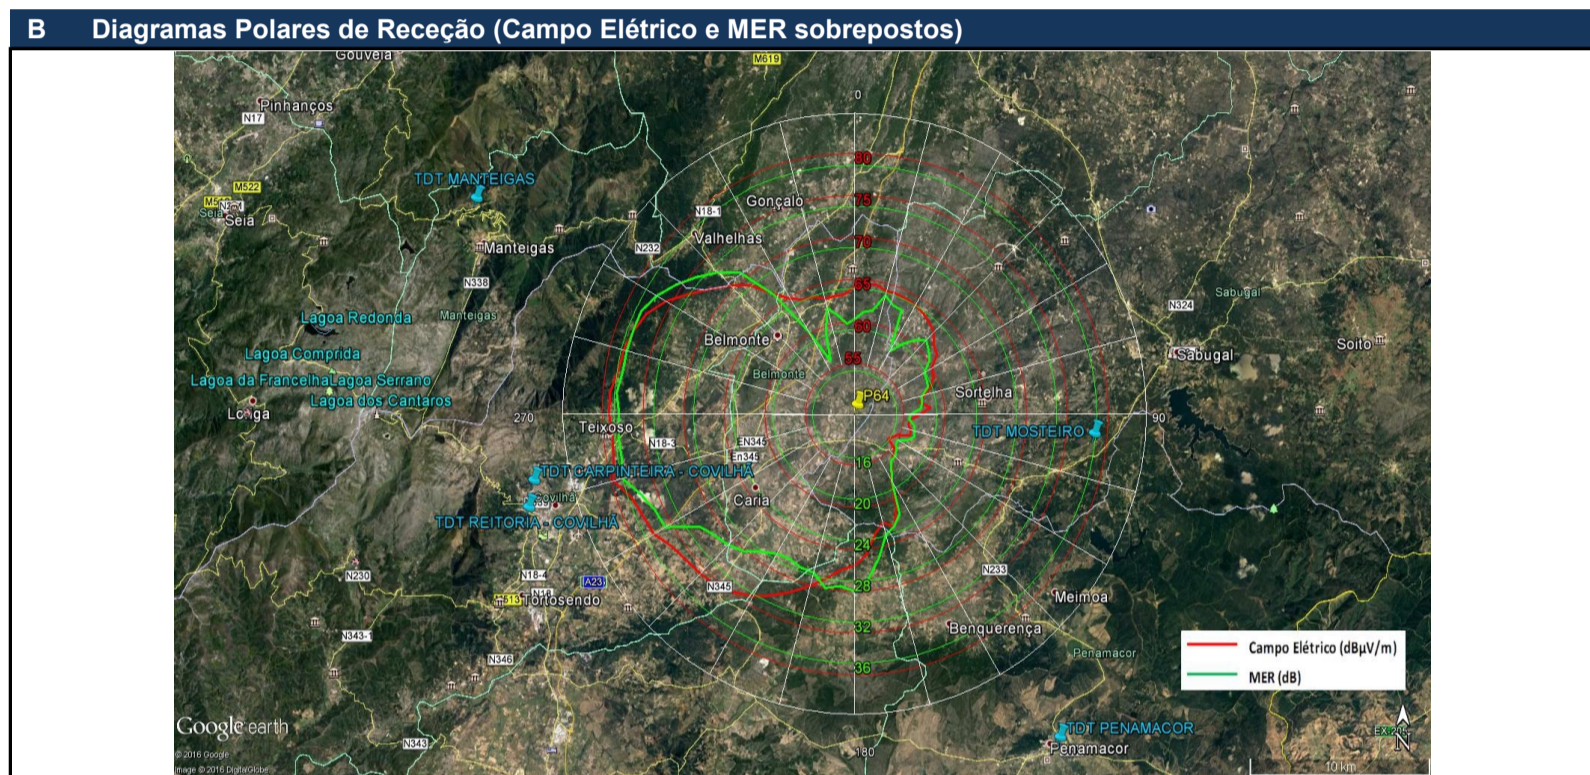 B Diagramas Polares de Receção (Campo Elétrico e MER sobrepostos)
Gouveia
M619
0
Pinhanços
N17
80
TDT MANTEIGAS
M522
75
Seia
Seia
Gonçalo
N18-1
70
Valhelhas
Manteigas
N232
N338
65
Sabugal
N324
Manteigas
Lagoa Redonda
60
Belmonte
Soito
Lagoa Comprida
55
Sabugal
Belmonte
Lagoa da Francelha
Lagoa Serrano
Lagoa dos Cantaros
Sortelha
P64
Loriga
270
90
Teixoso
TDT MOSTEIRO
N18-3
EN345
En345
16
TDT CARPINTEIRA - COVILHÃ
Covilhã
Caria
20
TDT REITORIA - COVILHÃ
24
N230
N18-4
A23
N345
28
N233
Tortosendo
Meimoa
32
Benquerença
N343-1
Campo Elétrico (dBµV/m)
MER (dB)
N346
36
Penamacor
Google earth
TDT PENAMACOR
N343
180
Penamacor
N
© 2016 Google
Image © 2016 DigitalGlobe
10 km